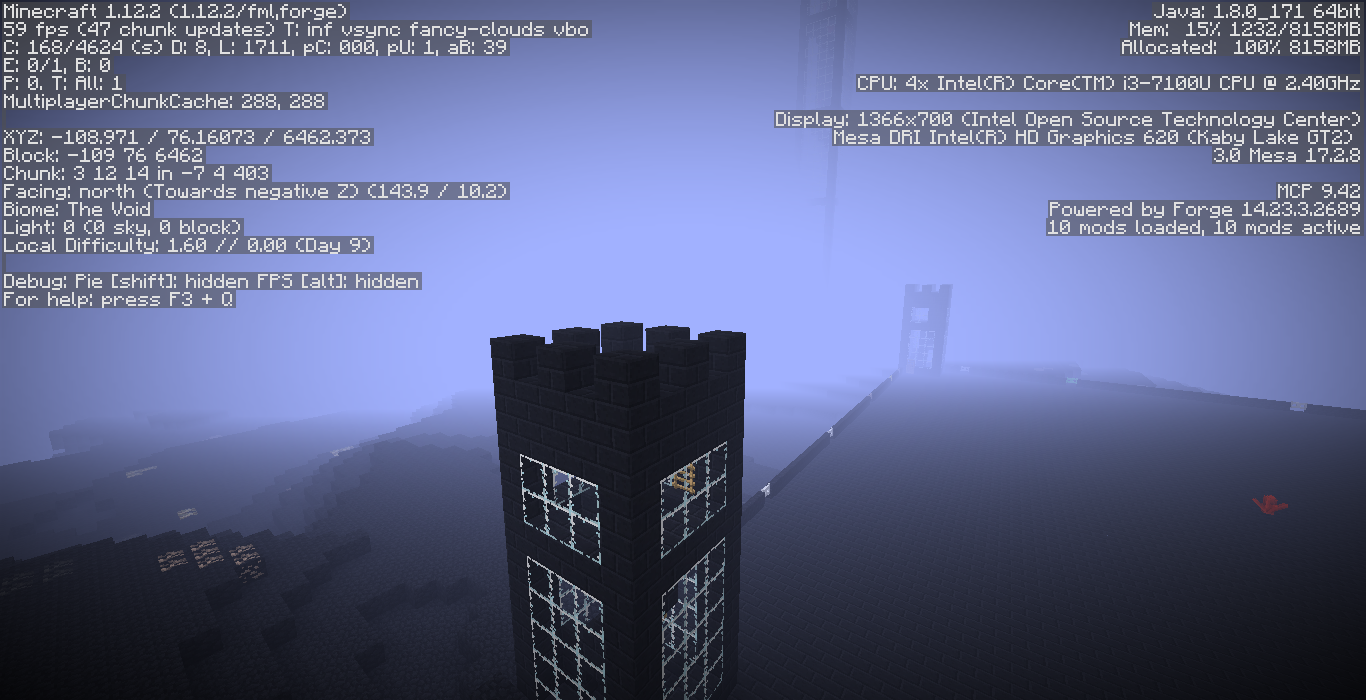 Minecraft 1.12.2 (1.12.2/fml,forge)
59 fps (47 chunk updates) T: inf vsync fancy-clouds vbo
C: 168/4624 (s) D: 8, L: 1711, pC: 000, pU: 1, aB: 39
E: 0/1, B: 0
P: 0. T: All: 1
MultiplayerChunkCache: 288, 288
XYZ: -108.971 / 76.16073 / 6462.373
Block: -109 76 6462
Chunk: 3 12 14 in -7 4 403
Facing: north (Towards negative Z) (143.9 / 10.2)
Biome: The Void
Light: 0 (0 sky, 0 block)
Local Difficulty: 1.60 // 0.00 (Day 9)
Debug: Pie [shift]: hidden FPS [alt]: hidden
For help: press F3 + Q
Java: 1.8.0_171 64bit
Mem: 15% 1232/8158MB
Allocated: 100% 8158MB
CPU: 4x Intel(R) Core(TM) i3-7100U CPU @ 2.40GHz
Display: 1366x700 (Intel Open Source Technology Center)
Mesa DRI Intel(R) HD Graphics 620 (Kaby Lake GT2)
3.0 Mesa 17.2.8
MCP 9.42
Powered by Forge 14.23.3.2689
10 mods loaded, 10 mods active